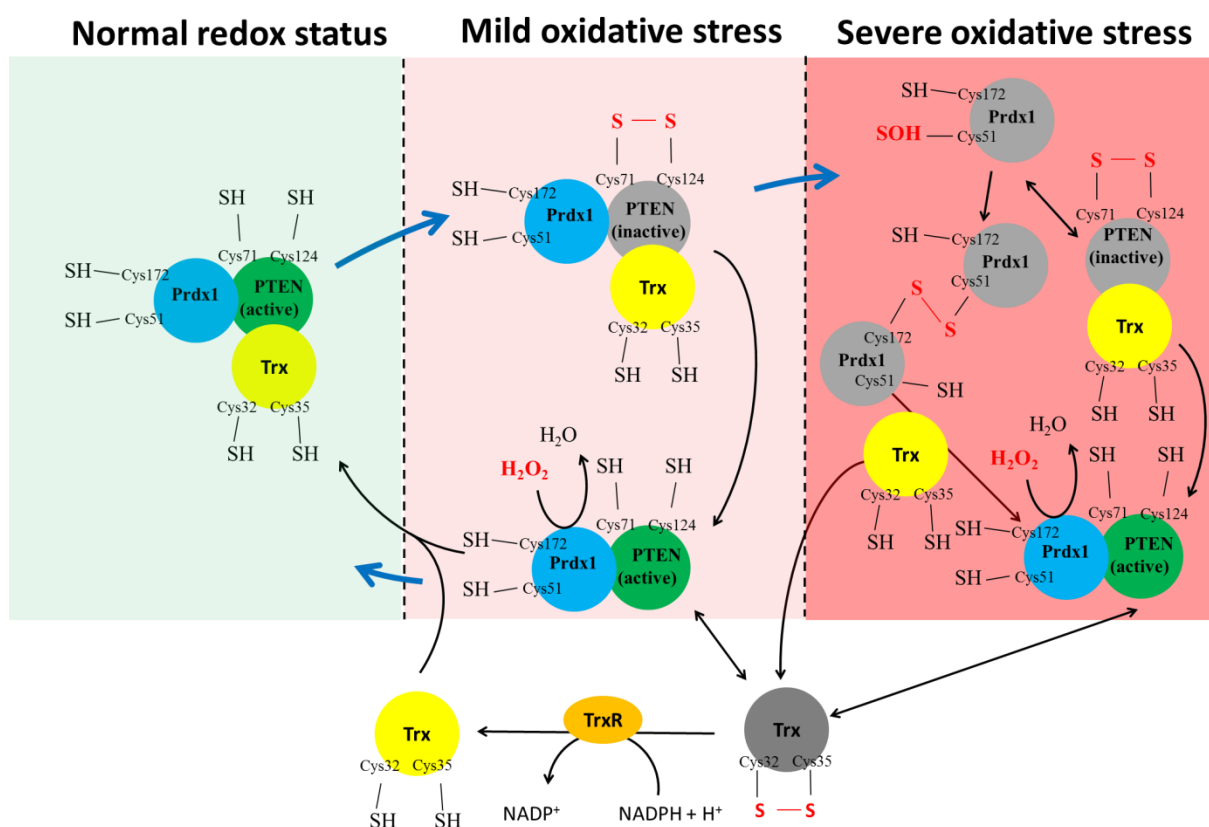 Normal redox status
Mild oxidative stress
Severe oxidative stress
SH
SH
Cys71
Cys124
SH
Cys172
SH
Cys51
Prdx1
PTEN
(active)
Trx
Cys32
Cys35
SH
SH
S — S
Cys71
Cys124
SH
Cys172
SH
Cys51
Prdx1
PTEN
(inactive)
Trx
Cys32
Cys35
SH
SH
H2O
H2O2
SH
SH
Cys71
Cys124
SH
Cys172
SH
Cys51
Prdx1
PTEN
(active)
SH
Cys172
SOH
Cys51
Prdx1
S — S
Cys71
Cys124
PTEN
(inactive)
Trx
Cys32
Cys35
SH
SH
SH
Cys172
Cys51
Prdx1
S
S
Cys172
Prdx1
Cys51
SH
Trx
Cys32
Cys35
SH
SH
H2O
H2O2
SH
SH
Cys71
Cys124
SH
Cys172
SH
Cys51
Prdx1
PTEN
(active)
Trx
Cys32
Cys35
SH
SH
TrxR
NADP+
NADPH + H+
Trx
Cys32
Cys35
S — S